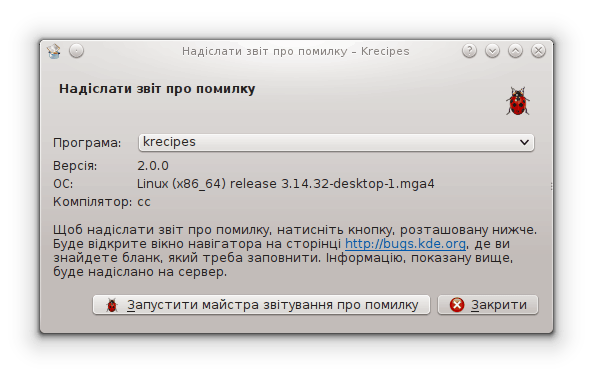 Надіслати звіт про помилку – Krecipes
Надіслати звіт про помилку
Програма: krecipes
Версія: 2.0.0
ОС: Linux (x86_64) release 3.14.32-desktop-1.mga4
Компілятор: cc
Щоб надіслати звіт про помилку, натисніть кнопку, розташовану нижче.
Буде відкрите вікно навігатора на сторінці http://bugs.kde.org, де ви
знайдете бланк, який треба заповнити. Інформацію, показану вище,
буде надіслано на сервер.
Запустити майстра звітування про помилку Закрити